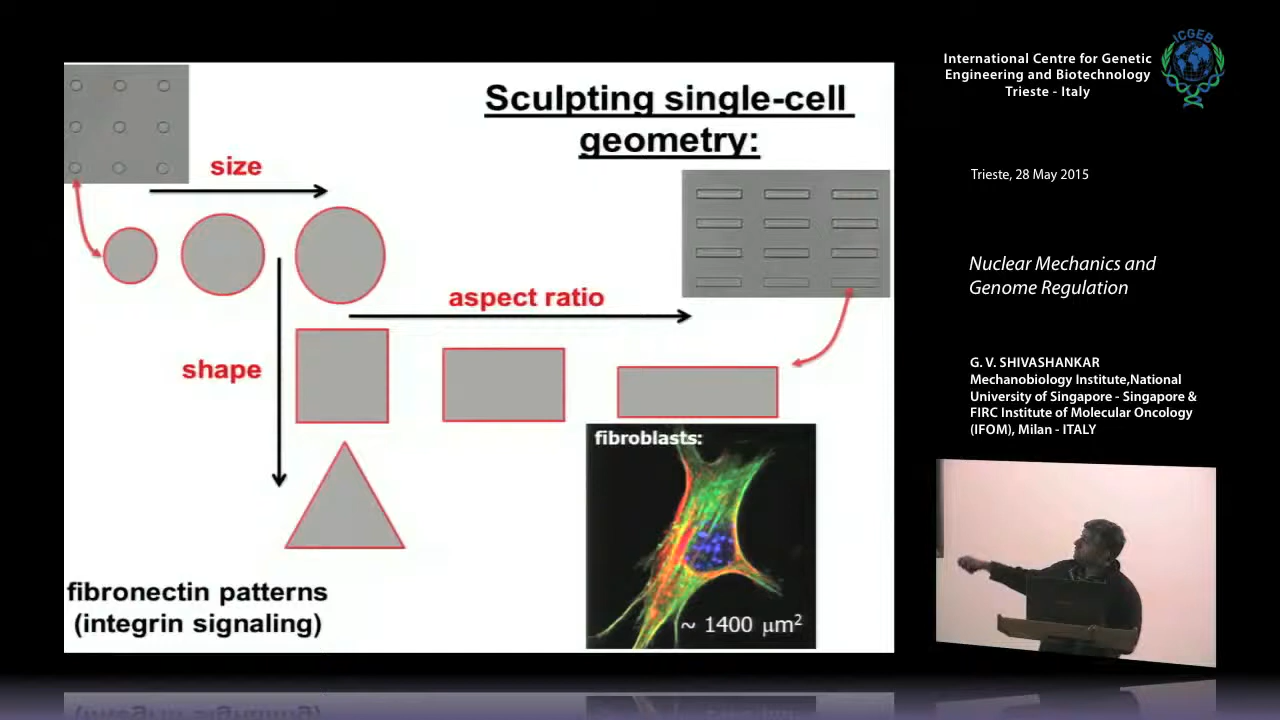 Sculpting single-cell
geometry:
size
aspect ratio
shape
fibroblasts:
~ 1400 μm²
fibronectin patterns
(integrin signaling)
International Centre for Genetic
Engineering and Biotechnology
Trieste - Italy
ICGEB
Trieste, 28 May 2015
Nuclear Mechanics and
Genome Regulation
G. V. SHIVASHANKAR
Mechanobiology Institute,National
University of Singapore - Singapore &
FIRC Institute of Molecular Oncology
(IFOM), Milan - ITALY